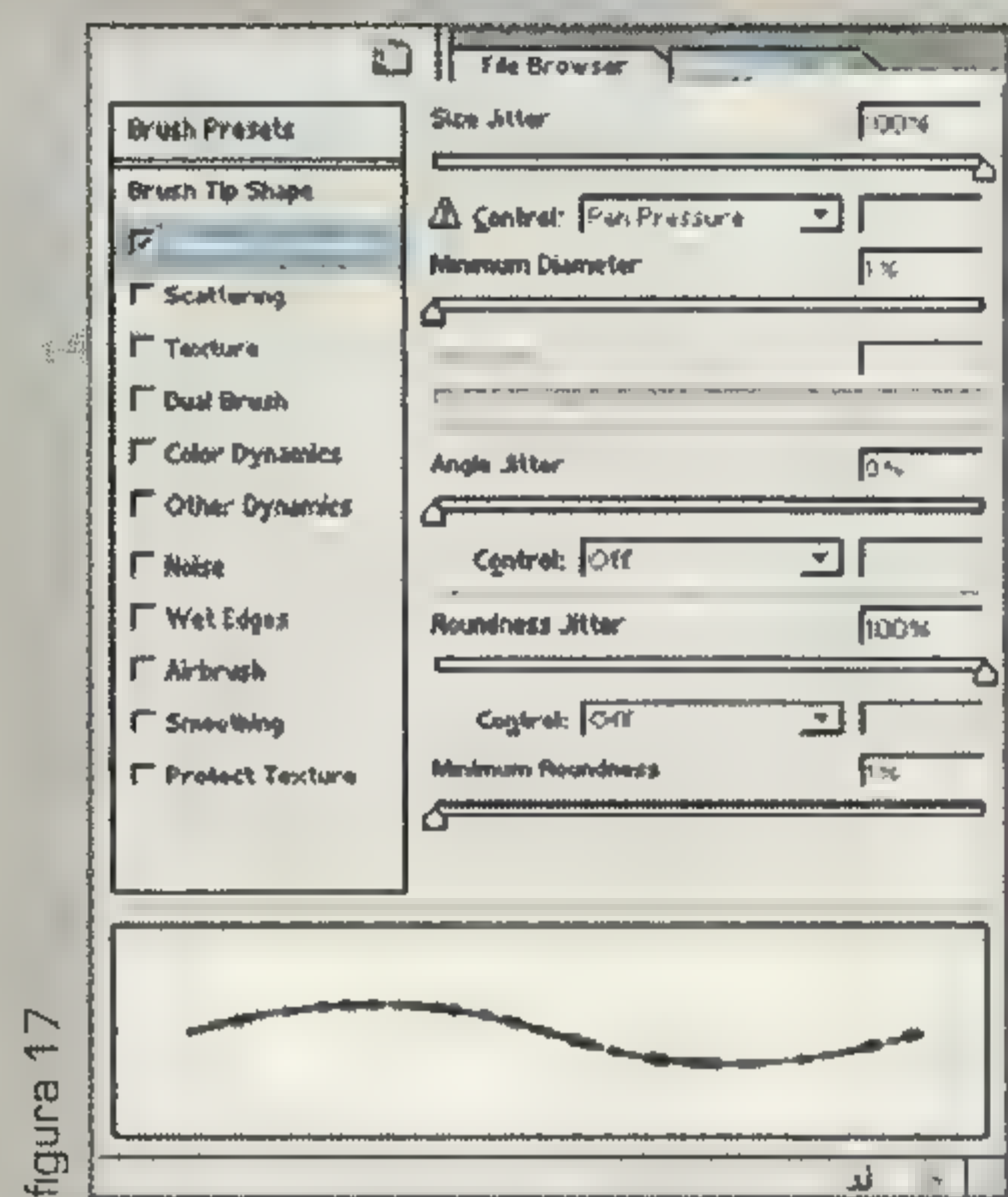 File Browser
Brush Presets
Brush Tip Shape
Scattering
Texture
Dual Brush
Color Dynamics
Other Dynamics
Noise
Wet Edges
Airbrush
Smoothing
Protect Texture
Size Jitter 100%
Control: Pen Pressure
Minimum Diameter 1%
Angle Jitter 0%
Control: Off
Roundness Jitter 100%
Control: Off
Minimum Roundness 1%
figura 17